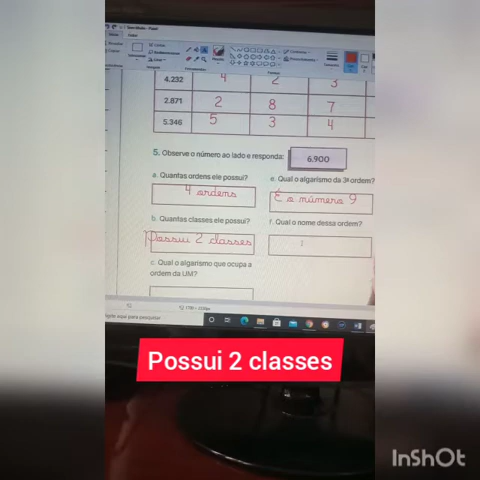 4.232 4 2 3
2.871 2 8 7
5.346 5 3 4
5. Observe o número ao lado e responda: 6.900
a. Quantas ordens ele possui?
4 ordens
e. Qual o algarismo da 3ª ordem?
É o número 9
b. Quantas classes ele possui?
Possui 2 classes
f. Qual o nome dessa ordem?
c. Qual o algarismo que ocupa a
ordem da UM?
Possui 2 classes
InShOt